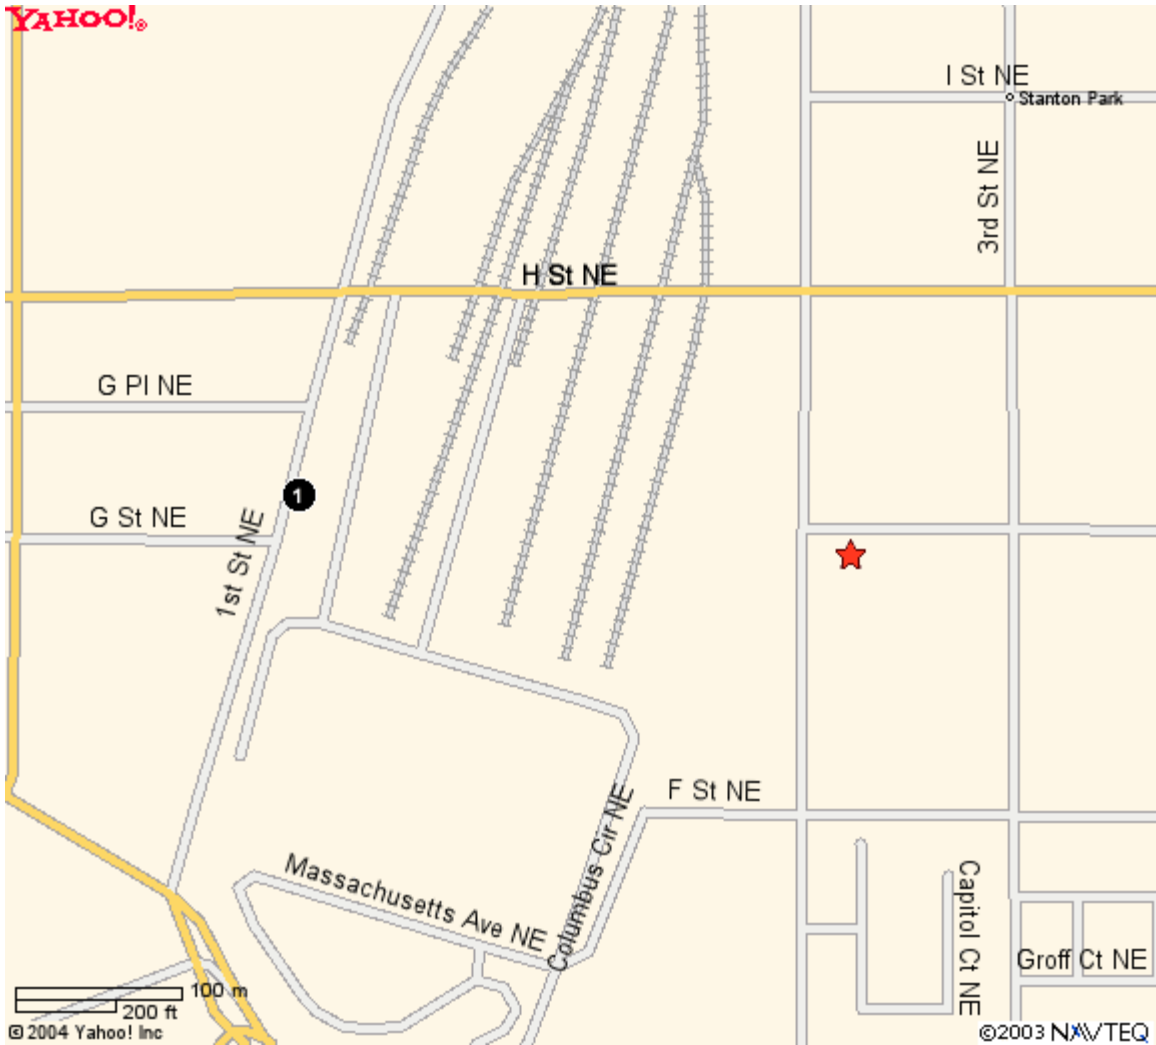 YAHOO!®
I St NE
Stanton Park
3rd St NE
H St NE
G Pl NE
G St NE
1
1st St NE
F St NE
Columbus Cir NE
Massachusetts Ave NE
Capitol Ct NE
Groff Ct NE
100 m
200 ft
© 2004 Yahoo! Inc
©2003 NAVTEQ